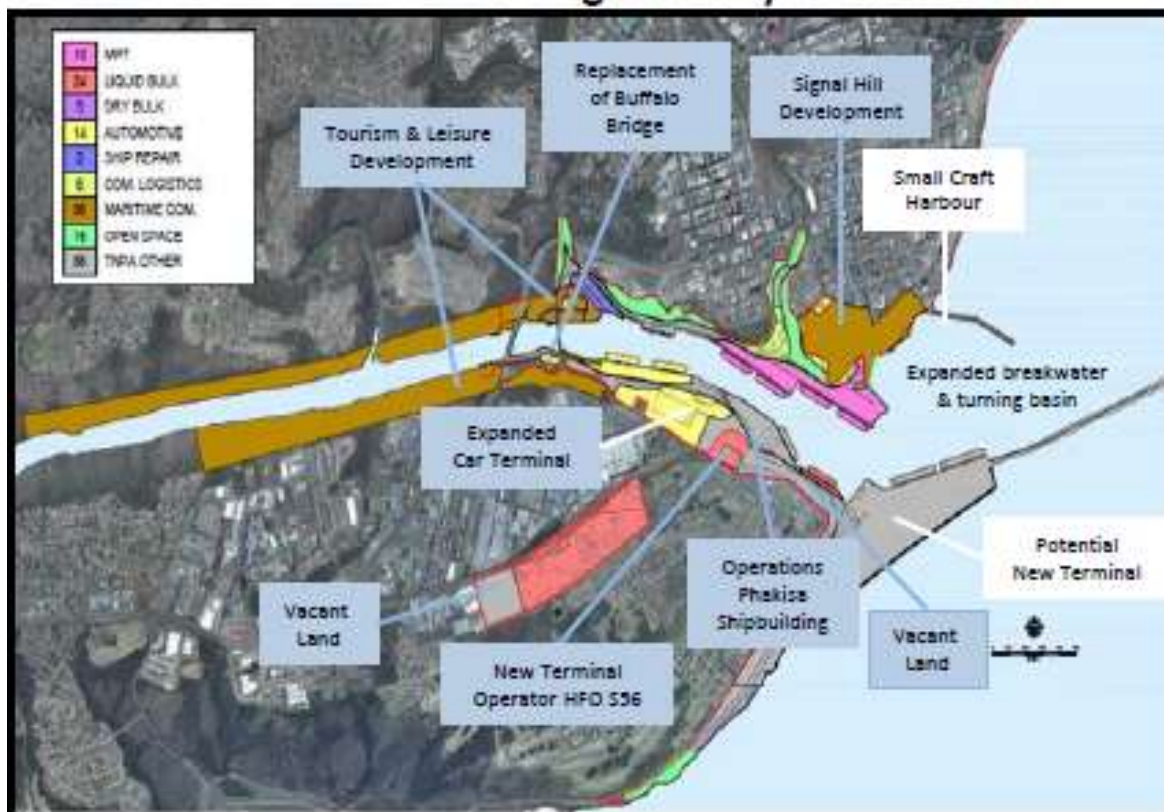 MPT
LIQUID BULK
DRY BULK
14 AUTOMOTIVE
SHIP REPAIR
COM. LOGISTICS
MARITIME COM.
OPEN SPACE
TNPA OTHER
Replacement
of Buffalo
Bridge
Signal Hill
Development
Tourism & Leisure
Development
Small Craft
Harbour
Expanded breakwater
& turning basin
Expanded
Car Terminal
Potential
New Terminal
Operations
Phakisa
Shipbuilding
Vacant
Land
Vacant
Land
New Terminal
Operator HFO S56